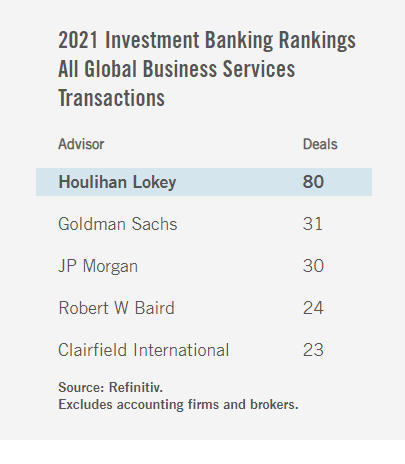 2021 Investment Banking Rankings
All Global Business Services
Transactions
Advisor Deals
Houlihan Lokey 80
Goldman Sachs 31
JP Morgan 30
Robert W Baird 24
Clairfield International 23
Source: Refinitiv.
Excludes accounting firms and brokers.